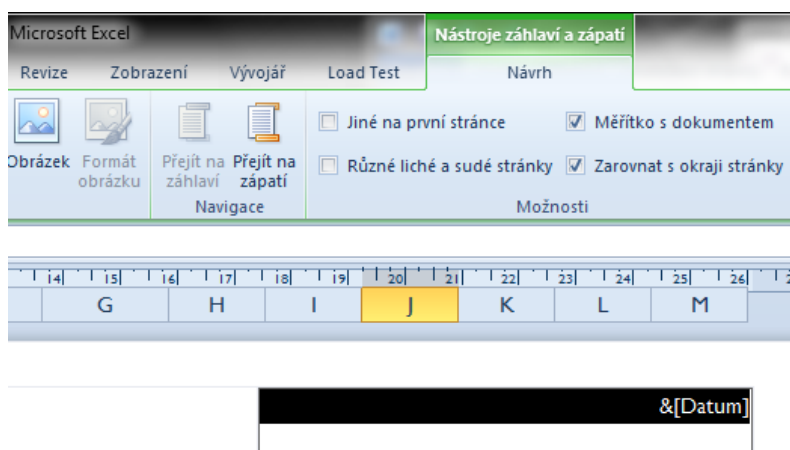 Microsoft Excel
Nástroje záhlaví a zápatí
Revize Zobrazení Vývojář Load Test Návrh
Obrázek
Formát obrázku
Přejít na záhlaví
Přejít na zápatí
Navigace
Jiné na první stránce
Různé liché a sudé stránky
Měřítko s dokumentem
Zarovnat s okraji stránky
Možnosti
14 15 16 17 18 19 20 21 22 23 24 25 26
G H I J K L M
&[Datum]